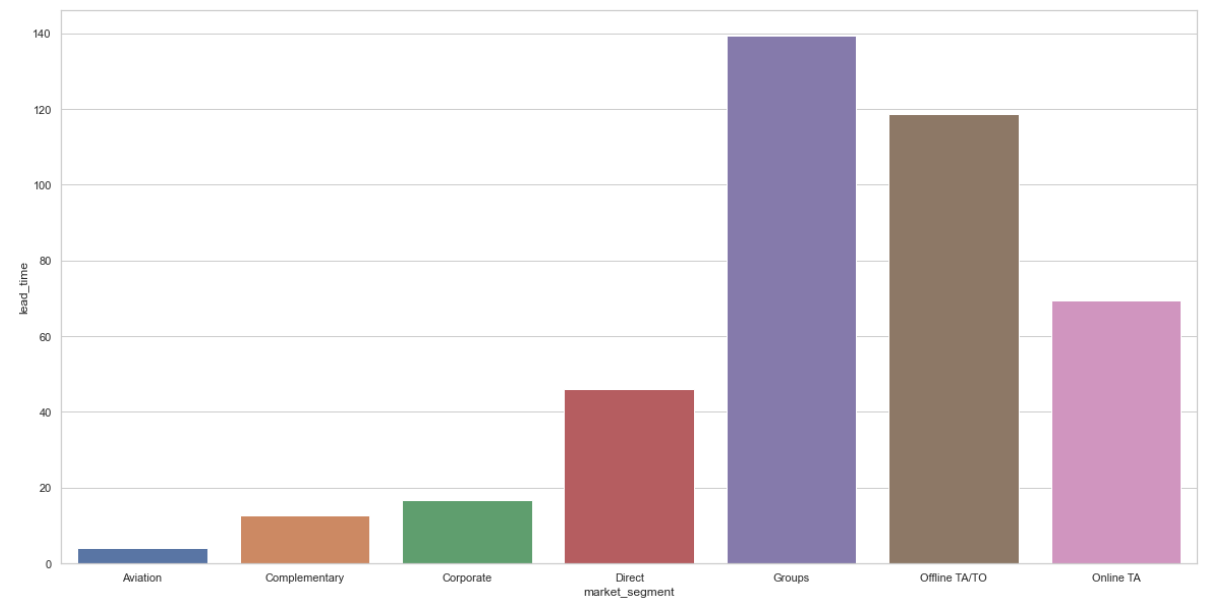 140
120
100
80
60
40
20
0
lead_time
Aviation Complementary Corporate Direct Groups Offline TA/TO Online TA
market_segment